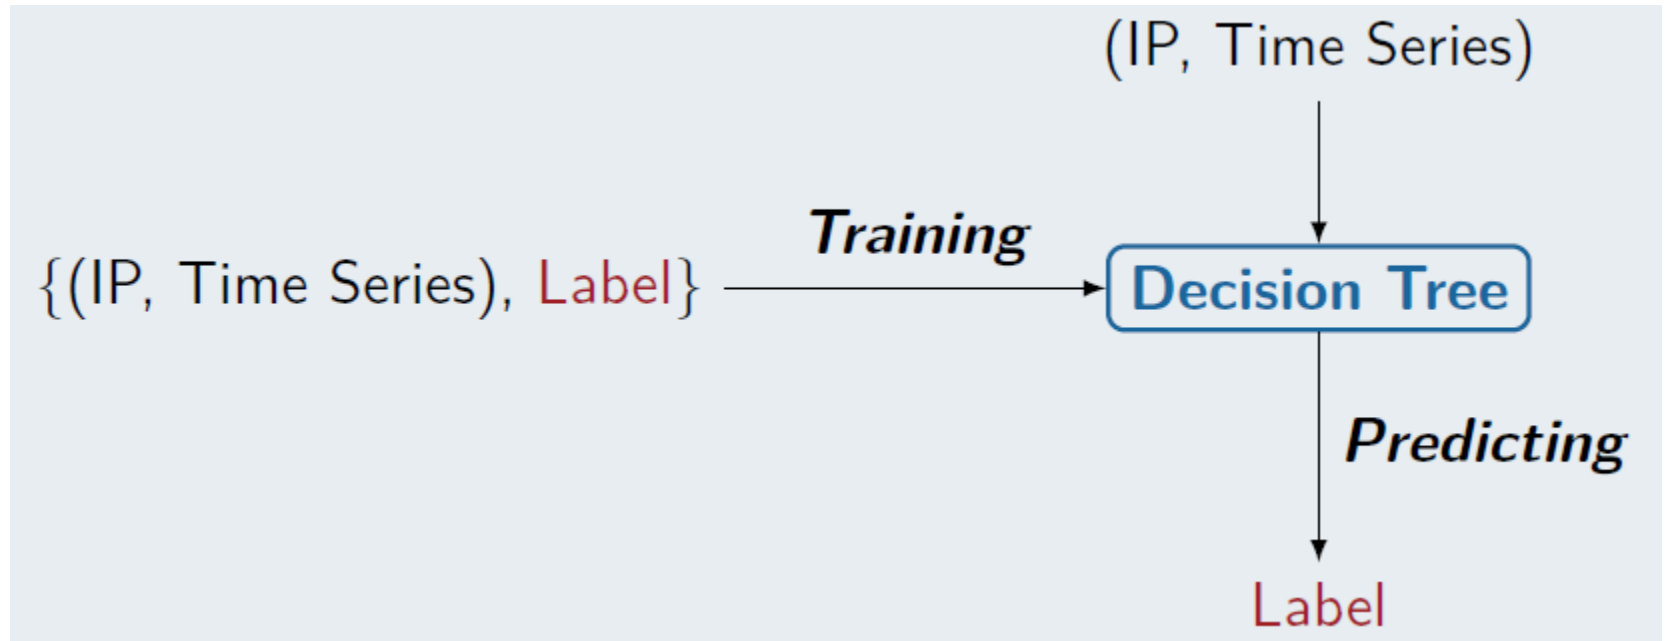 (IP, Time Series)
Training
{(IP, Time Series), Label}
Decision Tree
Predicting
Label